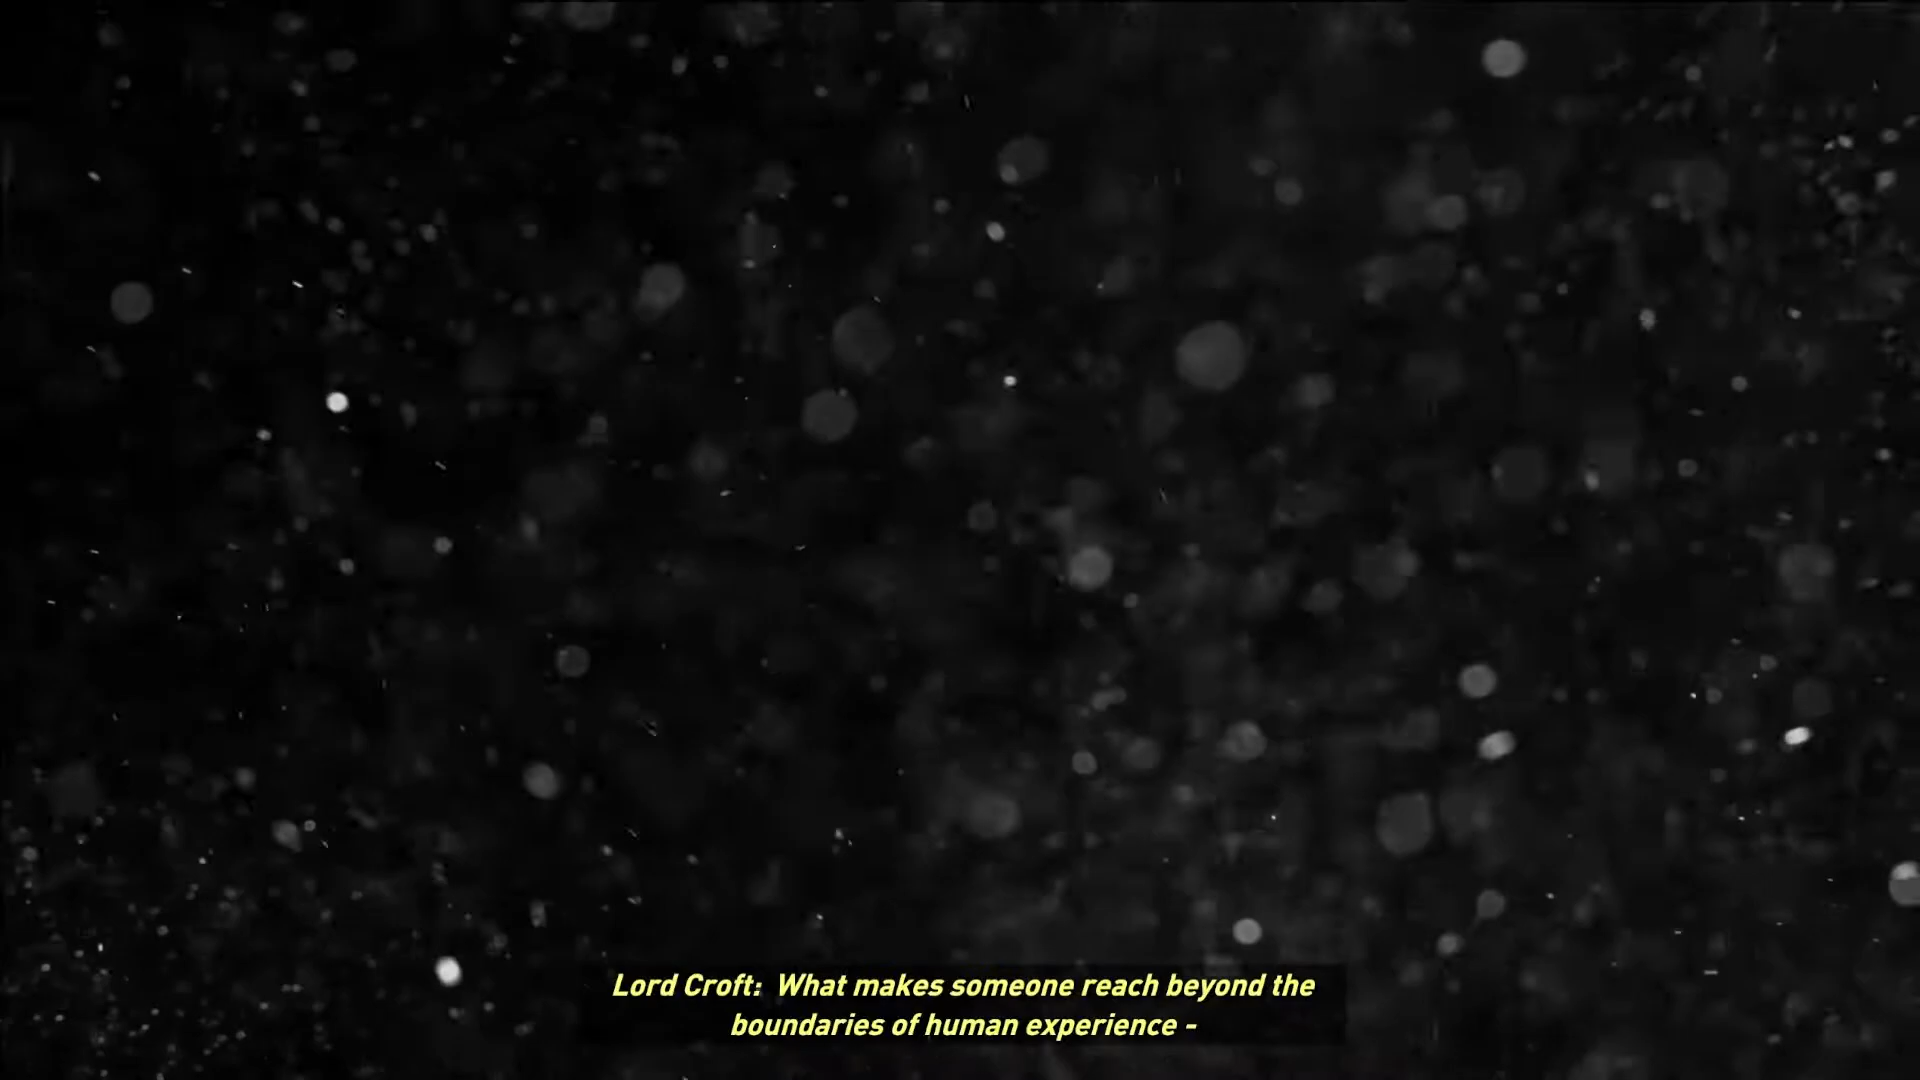 Lord Croft: What makes someone reach beyond the
boundaries of human experience -